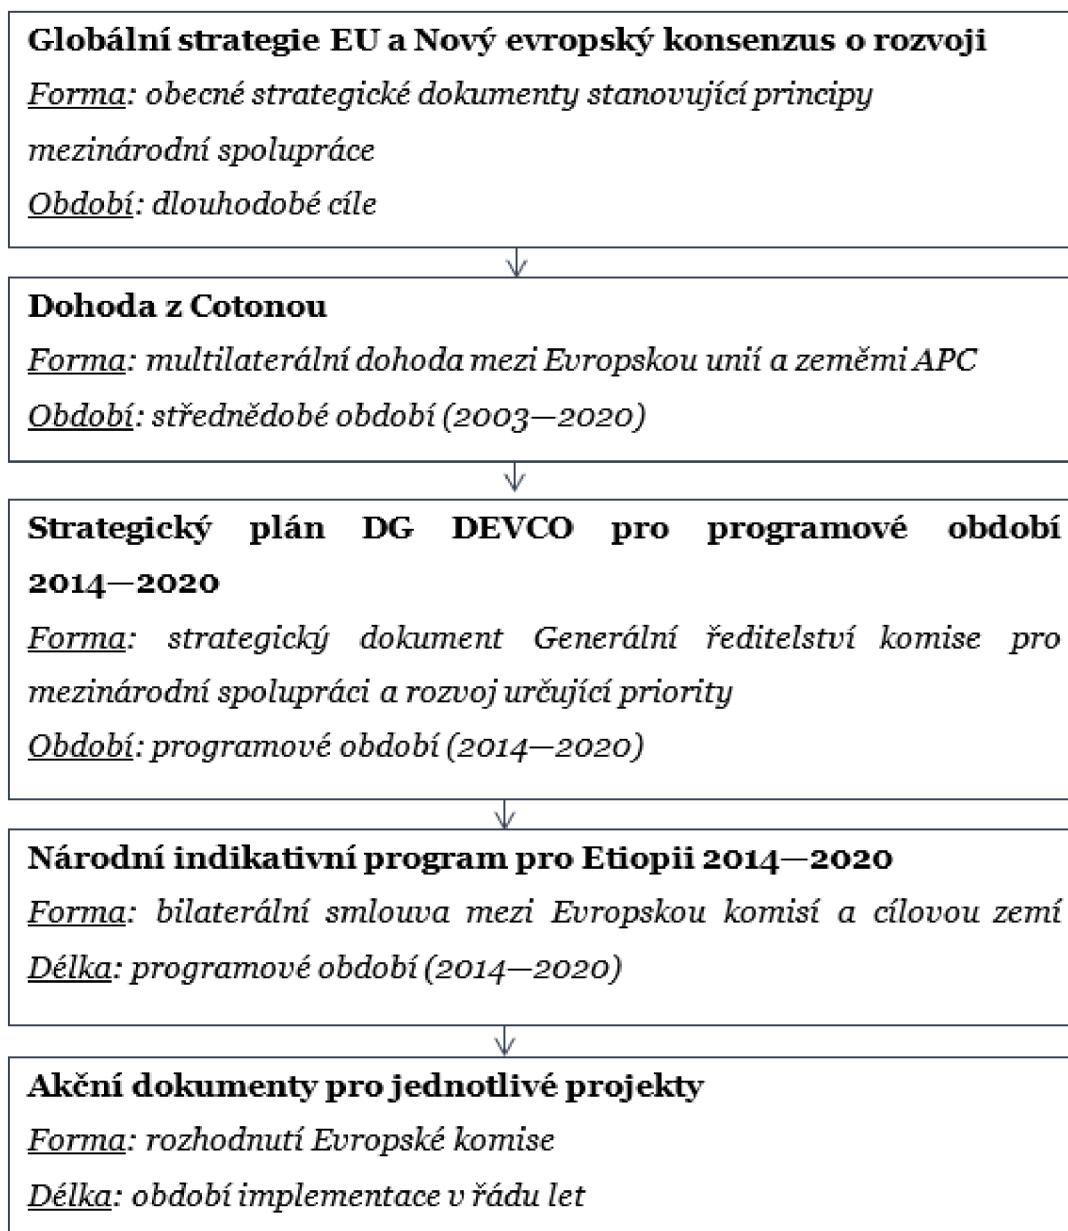 Globální strategie EU a Nový evropský konsenzus o rozvoji
Forma: obecné strategické dokumenty stanovující principy
mezinárodní spolupráce
Období: dlouhodobé cíle
Dohoda z Cotonou
Forma: multilaterální dohoda mezi Evropskou unií a zeměmi APC
Období: střednědobé období (2003—2020)
Strategický plán DG DEVCO pro programové období
2014—2020
Forma: strategický dokument Generální ředitelství komise pro
mezinárodní spolupráci a rozvoj určující priority
Období: programové období (2014—2020)
Národní indikativní program pro Etiopii 2014—2020
Forma: bilaterální smlouva mezi Evropskou komisí a cílovou zemí
Délka: programové období (2014—2020)
Akční dokumenty pro jednotlivé projekty
Forma: rozhodnutí Evropské komise
Délka: období implementace v řádu let